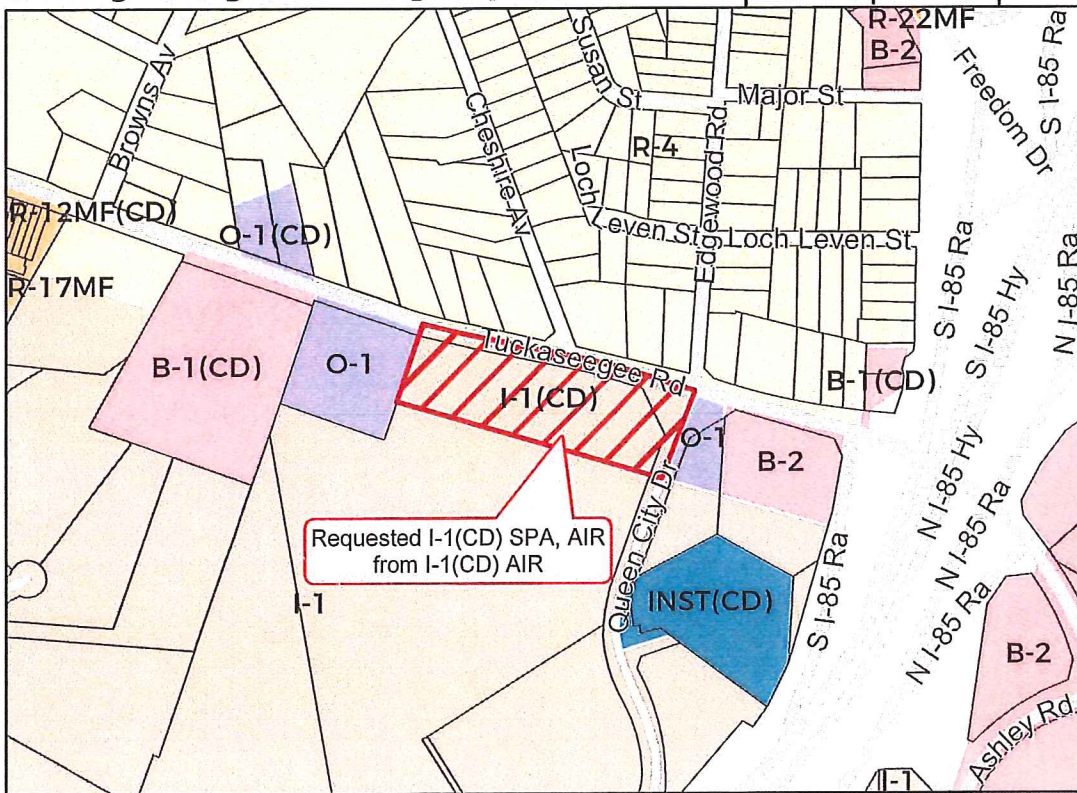 R-22MF
B-2
Freedom Dr
S I-85 Ra
Browns Av
Susan St
Major St
Cheshire Av
R-4
Edgewood Rd
Loch
Leven St
Loch Leven St
R-12MF(CD)
O-1(CD)
S I-85 Ra
N I-85 Ra
S I-85 Hy
R-17MF
B-1(CD)
O-1
Tuckaseegee Rd
I-1(CD)
B-1(CD)
O-1
B-2
N I-85 Hy
N I-85 Ra
Queen City Dr
Requested I-1(CD) SPA, AIR
from I-1(CD) AIR
I-1
INST(CD)
S I-85 Ra
N I-85 Ra
B-2
Ashley Rd
I-1